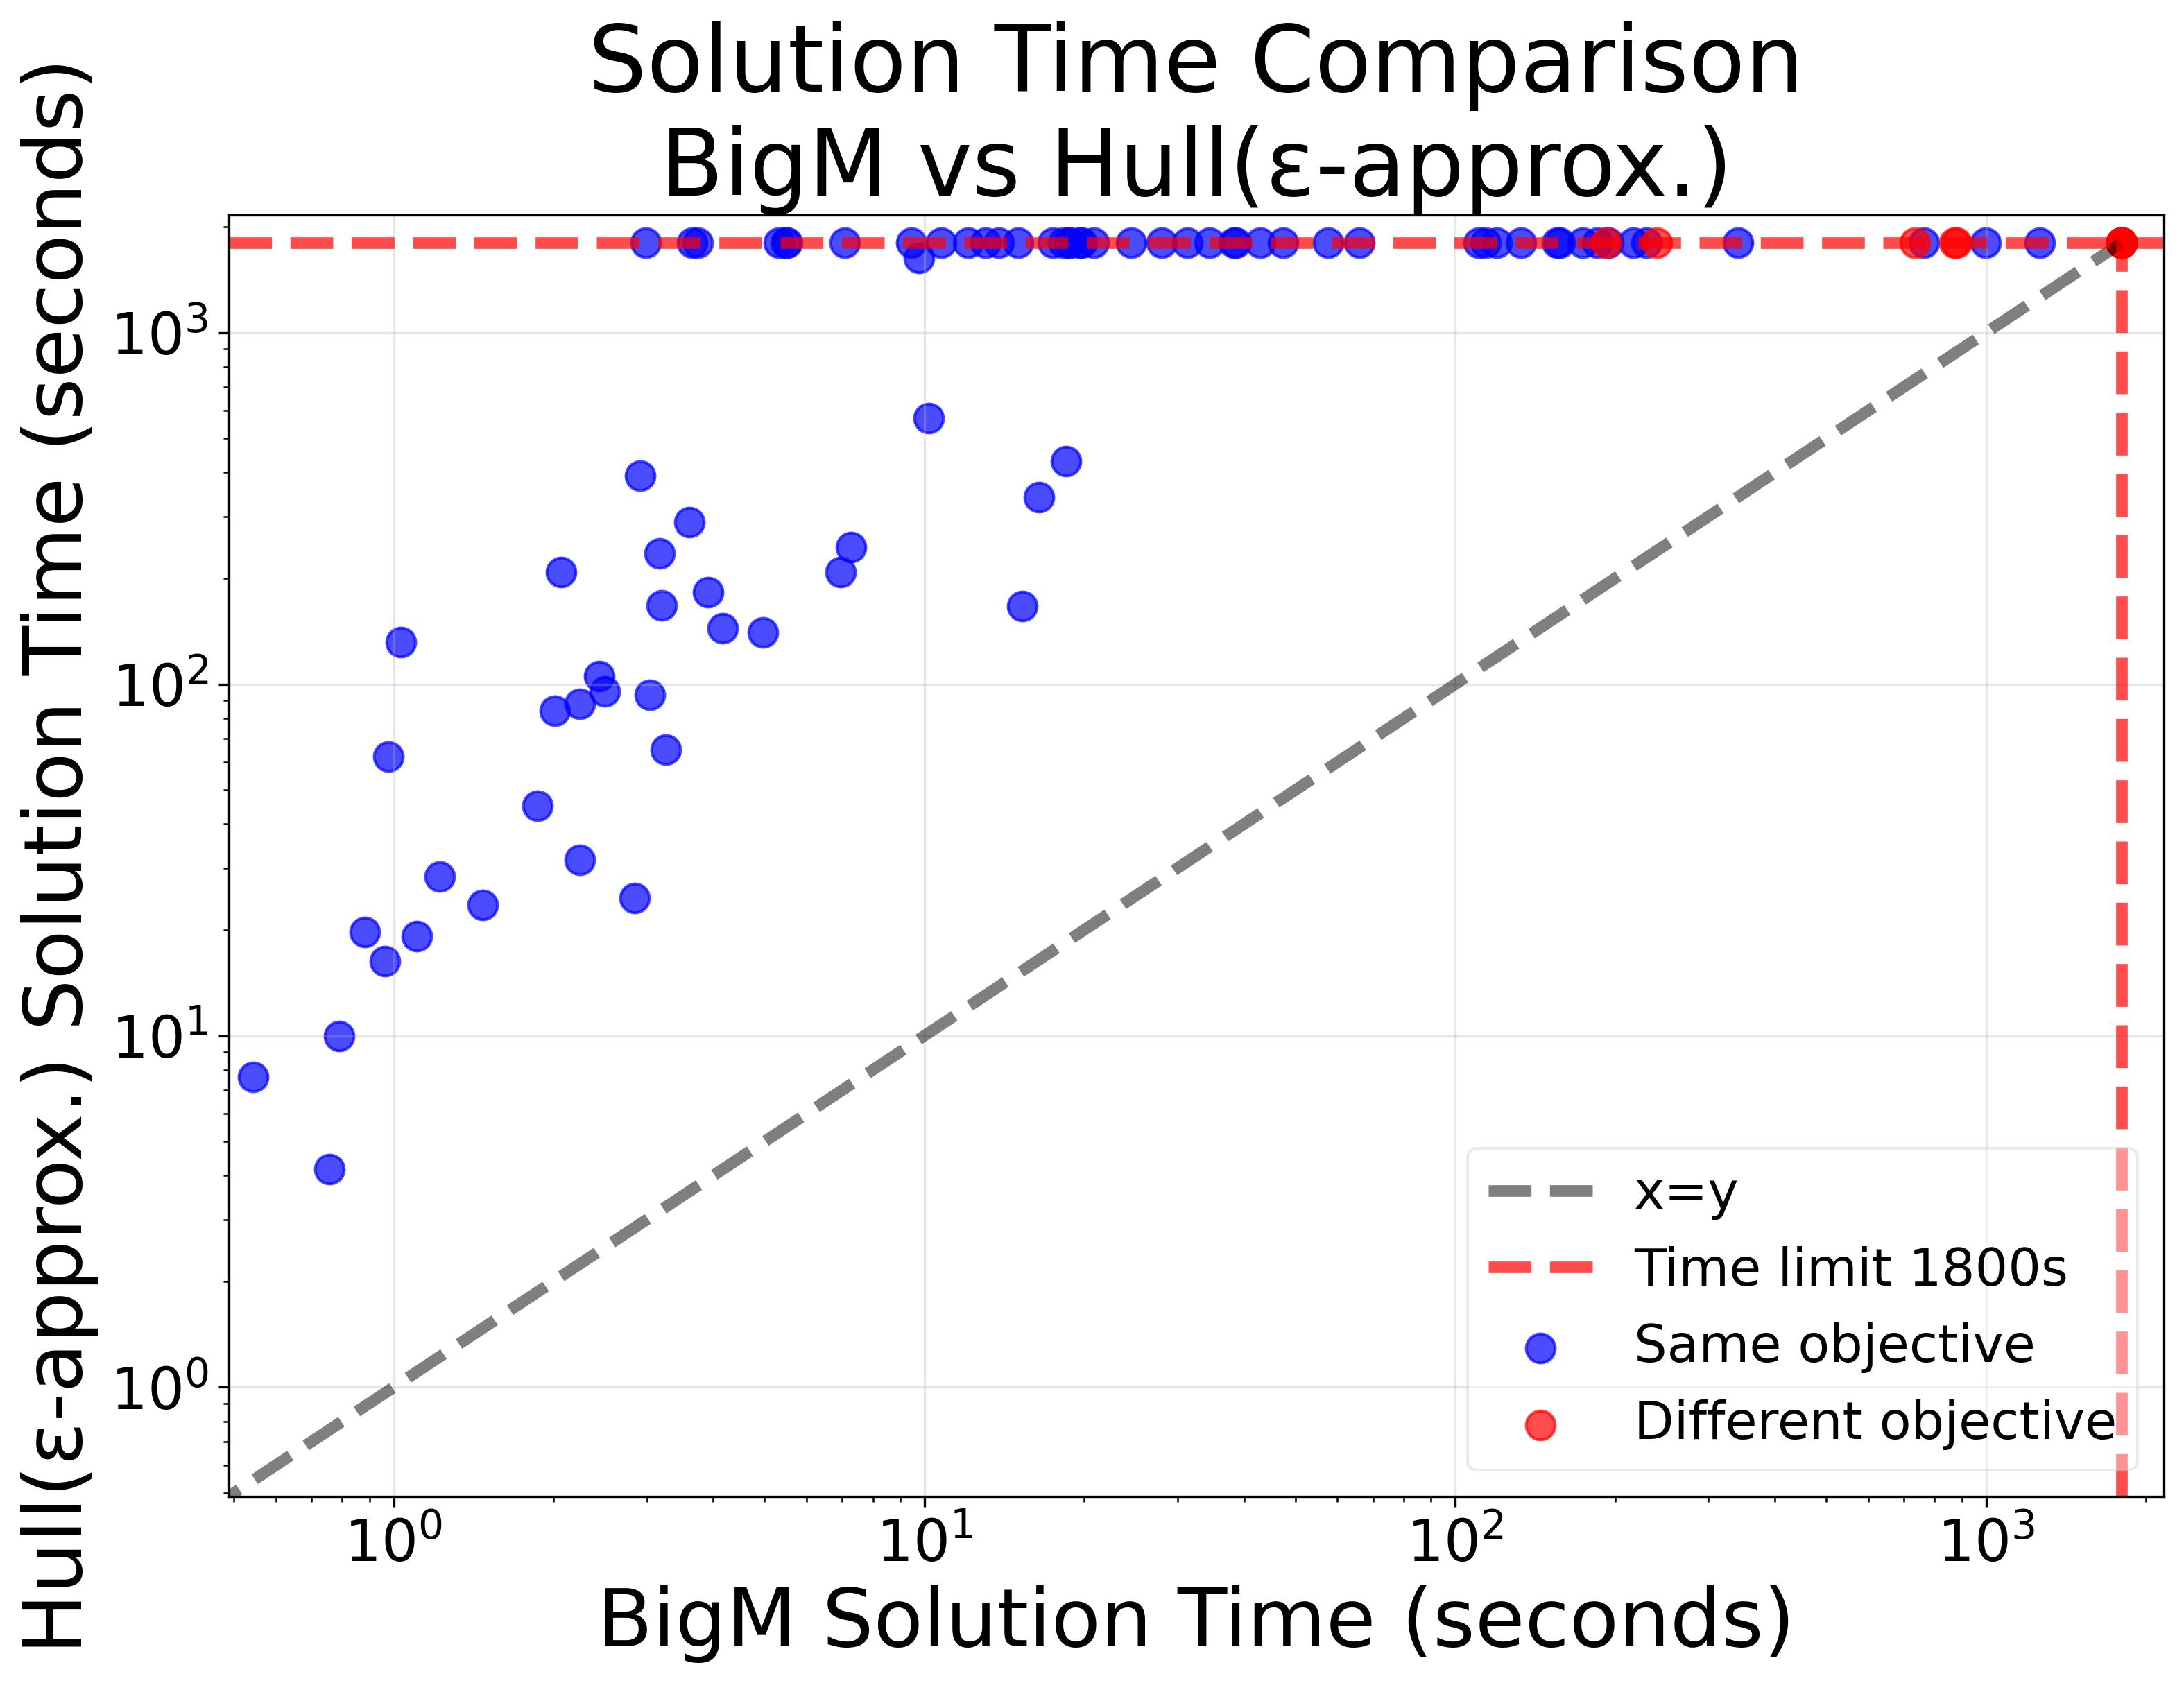 Solution Time Comparison
BigM vs Hull(ε-approx.)
Hull(ε-approx.) Solution Time (seconds)
10³
10²
10¹
10⁰
x=y
Time limit 1800s
Same objective
Different objective
10⁰ 10¹ 10² 10³
BigM Solution Time (seconds)